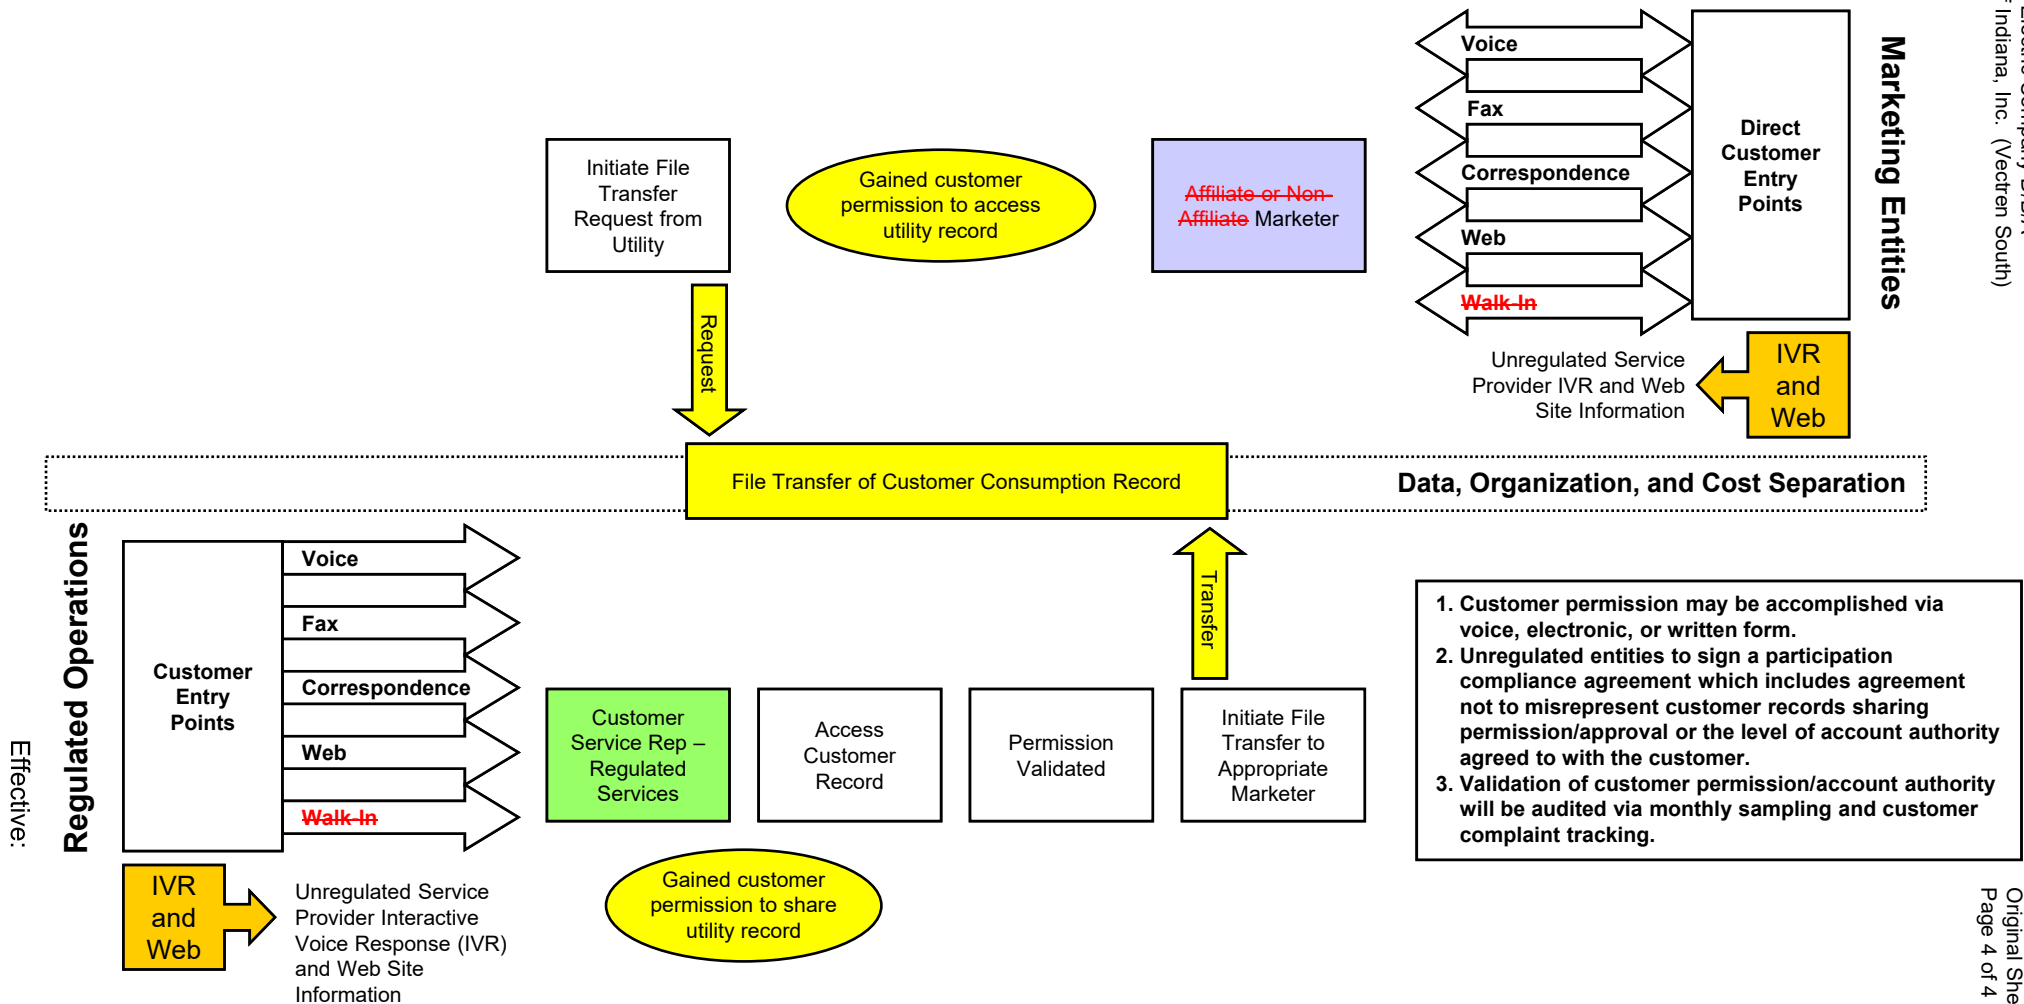 Electric Company D/B/A
f Indiana, Inc. (Vectren South)
Marketing Entities
Voice
Fax
Correspondence
Web
Walk-In
Direct
Customer
Entry
Points
Initiate File
Transfer
Request from
Utility
Gained customer
permission to access
utility record
Affiliate or Non-
Affiliate Marketer
Request
Unregulated Service
Provider IVR and Web
Site Information
IVR
and
Web
File Transfer of Customer Consumption Record
Data, Organization, and Cost Separation
Regulated Operations
Customer
Entry
Points
Voice
Fax
Correspondence
Web
Walk-In
Transfer
Customer
Service Rep –
Regulated
Services
Access
Customer
Record
Permission
Validated
Initiate File
Transfer to
Appropriate
Marketer
1. Customer permission may be accomplished via
voice, electronic, or written form.
2. Unregulated entities to sign a participation
compliance agreement which includes agreement
not to misrepresent customer records sharing
permission/approval or the level of account authority
agreed to with the customer.
3. Validation of customer permission/account authority
will be audited via monthly sampling and customer
complaint tracking.
IVR
and
Web
Unregulated Service
Provider Interactive
Voice Response (IVR)
and Web Site
Information
Gained customer
permission to share
utility record
Effective:
Original She
Page 4 of 4